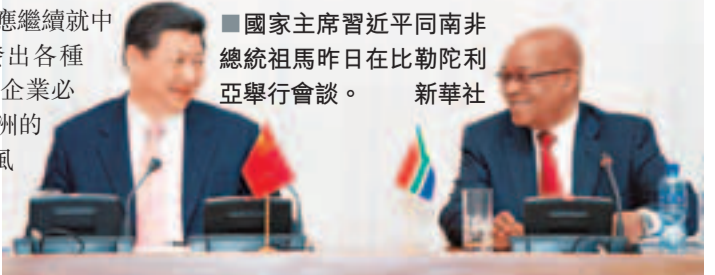 應繼續就中
出各種
企業必
洲的
風
■國家主席習近平同南非
總統祖馬昨日在比勒陀利
亞舉行會談。 新華社